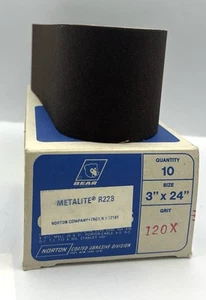 BEAR
METALITE® R228
NORTON COMPANY
QUANTITY
10
SIZE
3" x 24"
GRIT
120X
NORTON COATED ABRASIVE DIVISION